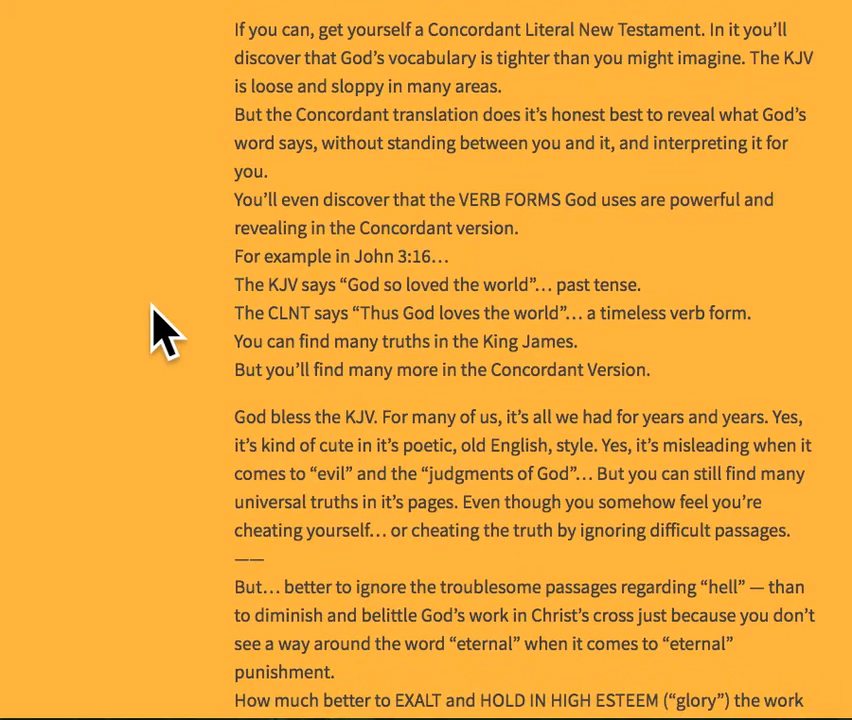 If you can, get yourself a Concordant Literal New Testament. In it you’ll
discover that God’s vocabulary is tighter than you might imagine. The KJV
is loose and sloppy in many areas.
But the Concordant translation does it’s honest best to reveal what God’s
word says, without standing between you and it, and interpreting it for
you.
You’ll even discover that the VERB FORMS God uses are powerful and
revealing in the Concordant version.
For example in John 3:16…
The KJV says “God so loved the world”… past tense.
The CLNT says “Thus God loves the world”… a timeless verb form.
You can find many truths in the King James.
But you’ll find many more in the Concordant Version.
God bless the KJV. For many of us, it’s all we had for years and years. Yes,
it’s kind of cute in it’s poetic, old English, style. Yes, it’s misleading when it
comes to “evil” and the “judgments of God”… But you can still find many
universal truths in it’s pages. Even though you somehow feel you’re
cheating yourself… or cheating the truth by ignoring difficult passages.
——
But… better to ignore the troublesome passages regarding “hell” — than
to diminish and belittle God’s work in Christ’s cross just because you don’t
see a way around the word “eternal” when it comes to “eternal”
punishment.
How much better to EXALT and HOLD IN HIGH ESTEEM (“glory”) the work